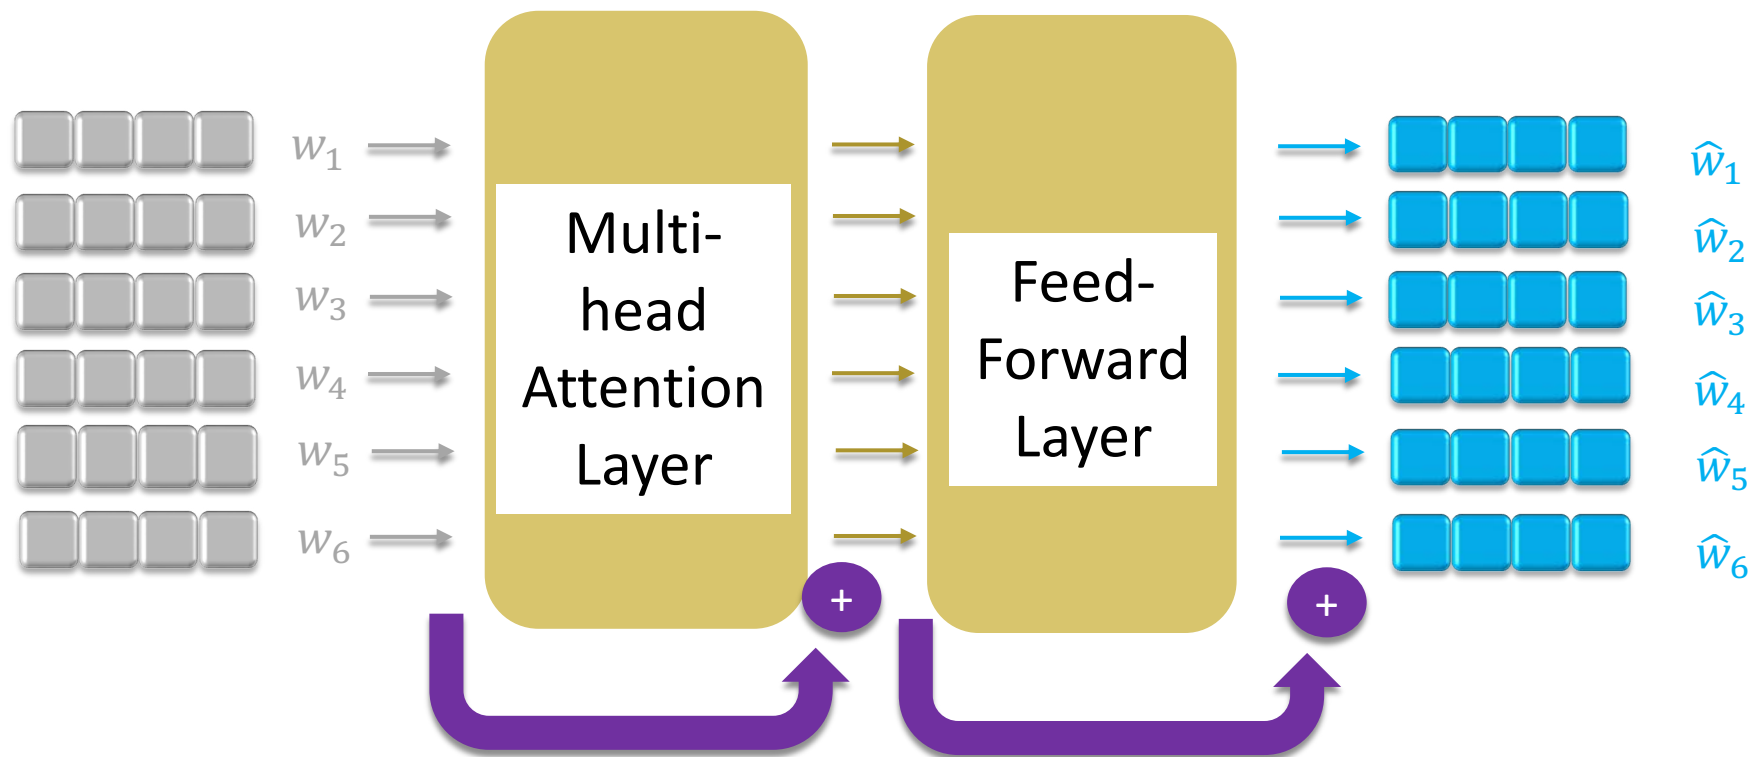 w₁
w₂
w₃
w₄
w₅
w₆
Multi-
head
Attention
Layer
+
Feed-
Forward
Layer
+
ŵ₁
ŵ₂
ŵ₃
ŵ₄
ŵ₅
ŵ₆